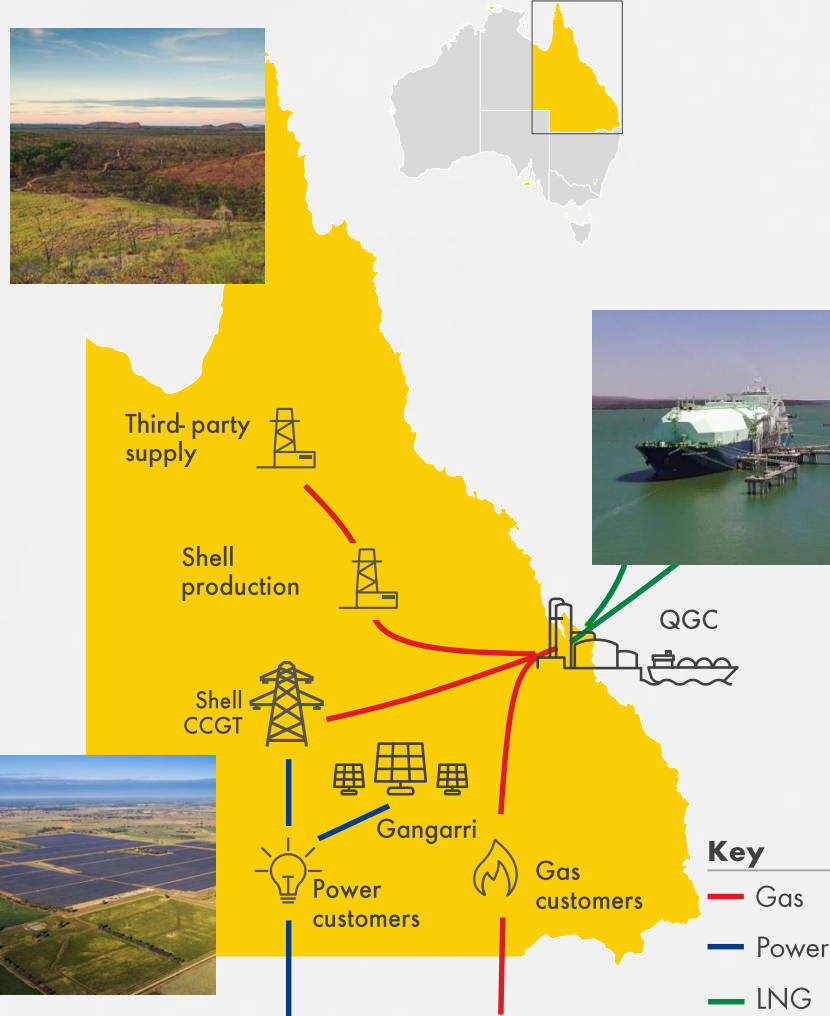 Third- party
supply
Shell
production
QGC
Shell
CCGT
Gangarri
Power
customers
Gas
customers
Key
Gas
Power
LNG